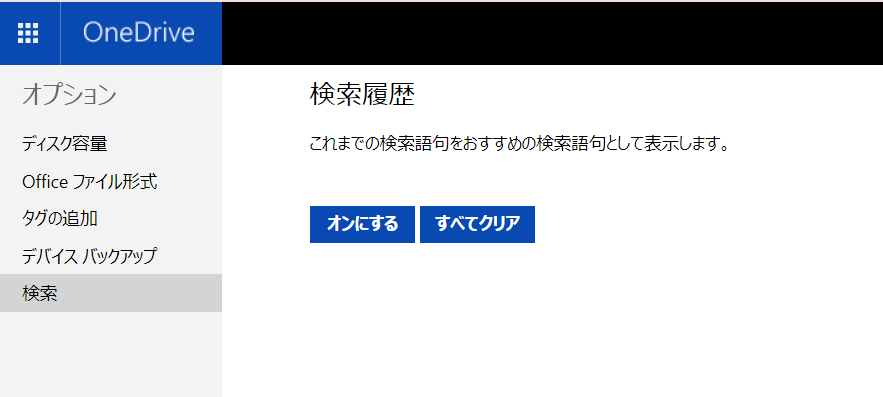 OneDrive
オプション
ディスク容量
Office ファイル形式
タグの追加
デバイス バックアップ
検索
検索履歴
これまでの検索語句をおすすめの検索語句として表示します。
オンにする すべてクリア